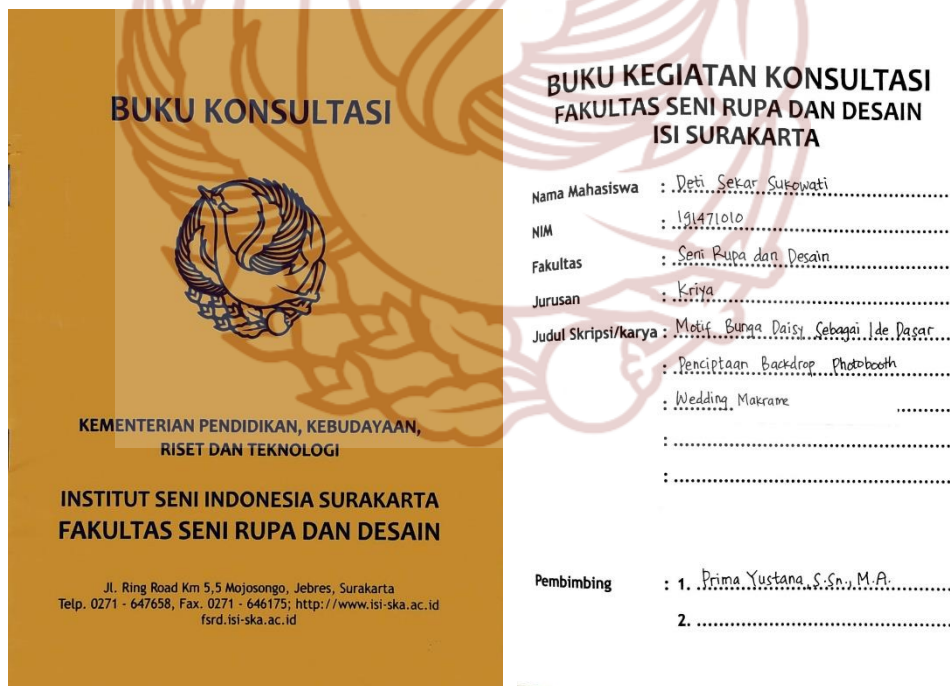 BUKU KONSULTASI
KEMENTERIAN PENDIDIKAN, KEBUDAYAAN,
RISET DAN TEKNOLOGI
INSTITUT SENI INDONESIA SURAKARTA
FAKULTAS SENI RUPA DAN DESAIN
Jl. Ring Road Km 5,5 Mojosongo, Jebres, Surakarta
Telp. 0271 - 647658, Fax. 0271 - 646175; http://www.isi-ska.ac.id
fsrd.isi-ska.ac.id
BUKU KEGIATAN KONSULTASI
FAKULTAS SENI RUPA DAN DESAIN
ISI SURAKARTA
Nama Mahasiswa : Deti Sekar Sukowati
NIM : 191471010
Fakultas : Seni Rupa dan Desain
Jurusan : Kriya
Judul Skripsi/karya : Motif Bunga Daisy Sebagai Ide Dasar
: Penciptaan Backdrop Photobooth
: Wedding Makrame
:
:
Pembimbing : 1. Prima Yustana, S.Sn., M.A.
2.